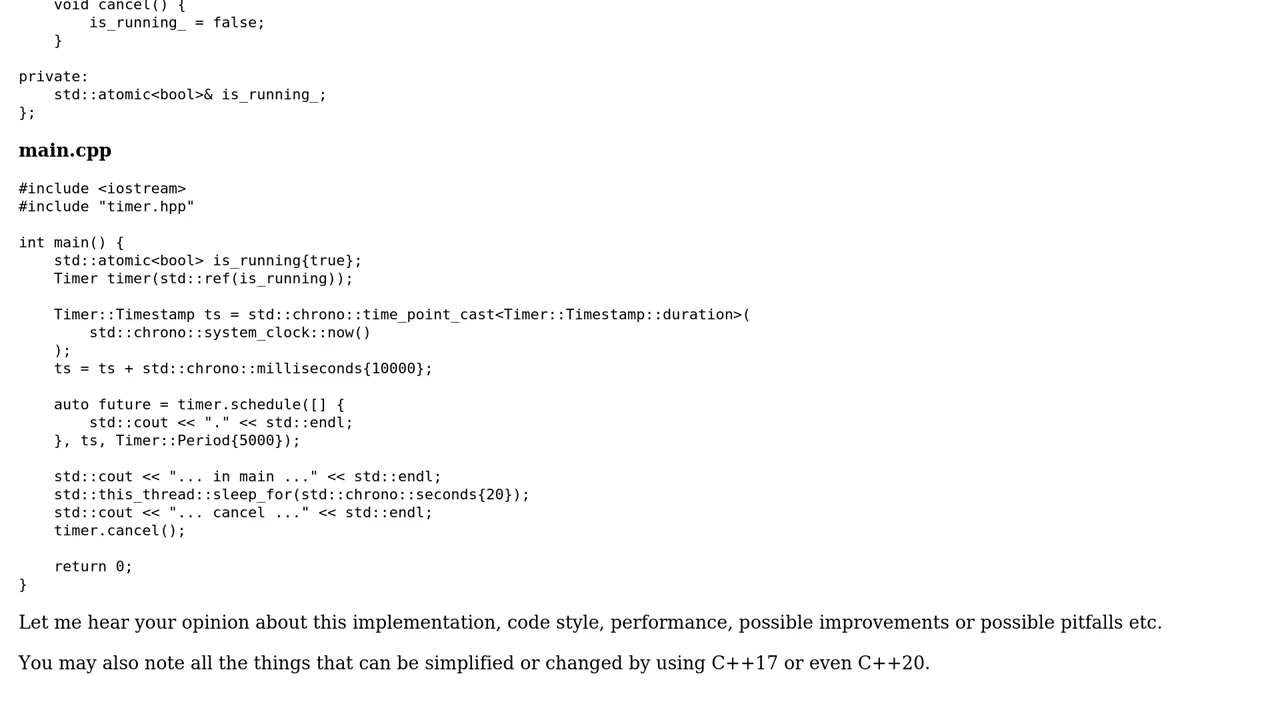 void cancel() {
        is_running_ = false;
    }

private:
    std::atomic<bool>& is_running_;
};
main.cpp
#include <iostream>
#include "timer.hpp"

int main() {
    std::atomic<bool> is_running{true};
    Timer timer(std::ref(is_running));

    Timer::Timestamp ts = std::chrono::time_point_cast<Timer::Timestamp::duration>(
        std::chrono::system_clock::now()
    );
    ts = ts + std::chrono::milliseconds{10000};

    auto future = timer.schedule([] {
        std::cout << "." << std::endl;
    }, ts, Timer::Period{5000});

    std::cout << "... in main ..." << std::endl;
    std::this_thread::sleep_for(std::chrono::seconds{20});
    std::cout << "... cancel ..." << std::endl;
    timer.cancel();

    return 0;
}
Let me hear your opinion about this implementation, code style, performance, possible improvements or possible pitfalls etc.
You may also note all the things that can be simplified or changed by using C++17 or even C++20.